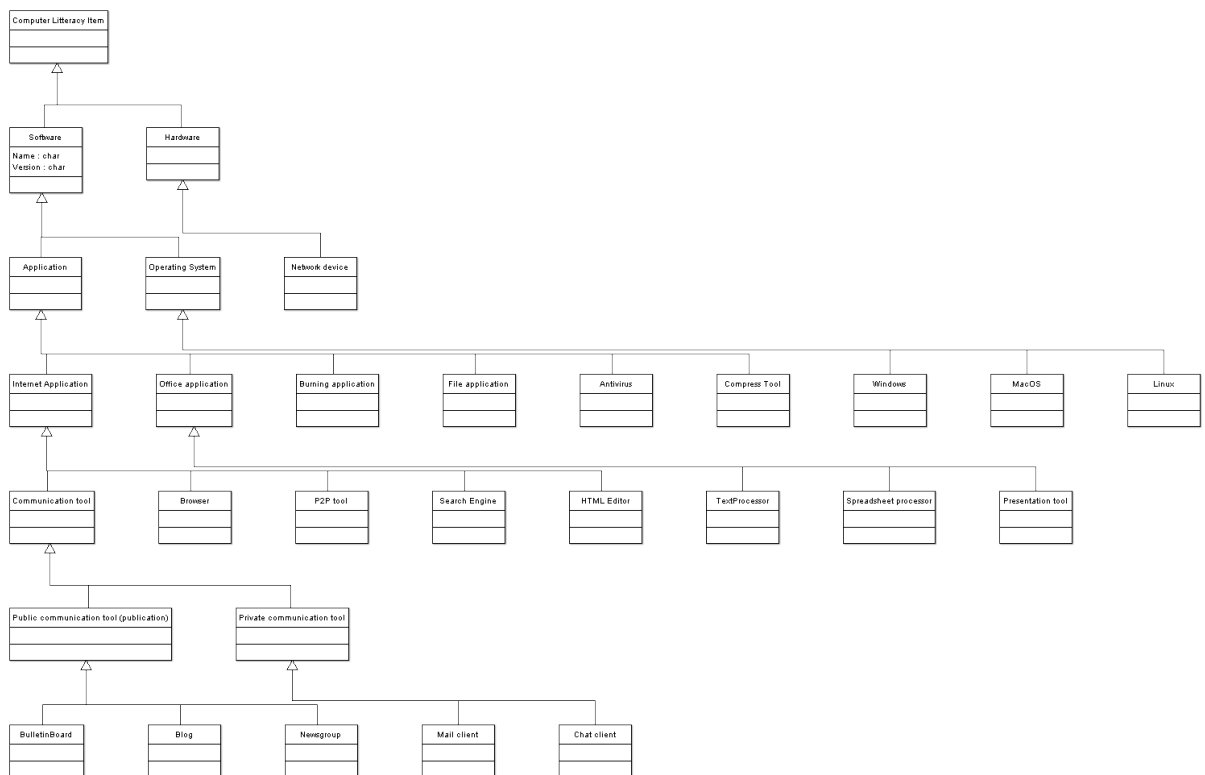 Computer Litteracy Item
Software
Hardware
Name : char
Version : char
Application
Operating System
Network device
Internet Application
Office application
Burning application
File application
Antivirus
Compress Tool
Windows
MacOS
Linux
Communication tool
Browser
P2P tool
Search Engine
HTML Editor
TextProcessor
Spreadsheet processor
Presentation tool
Public communication tool (publication)
Private communication tool
BulletinBoard
Blog
Newsgroup
Mail client
Chat client